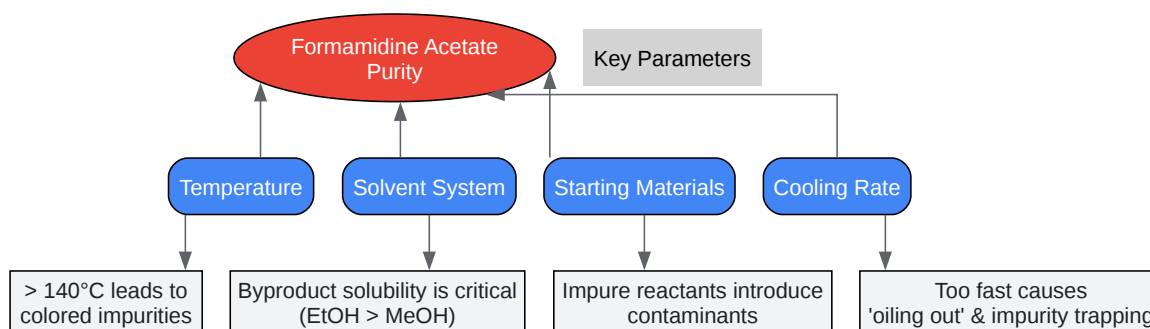 Formamidine Acetate
Purity
Key Parameters
Temperature
Solvent System
Starting Materials
Cooling Rate
> 140°C leads to
colored impurities
Byproduct solubility is critical
(EtOH > MeOH)
Impure reactants introduce
contaminants
Too fast causes
'oiling out' & impurity trapping